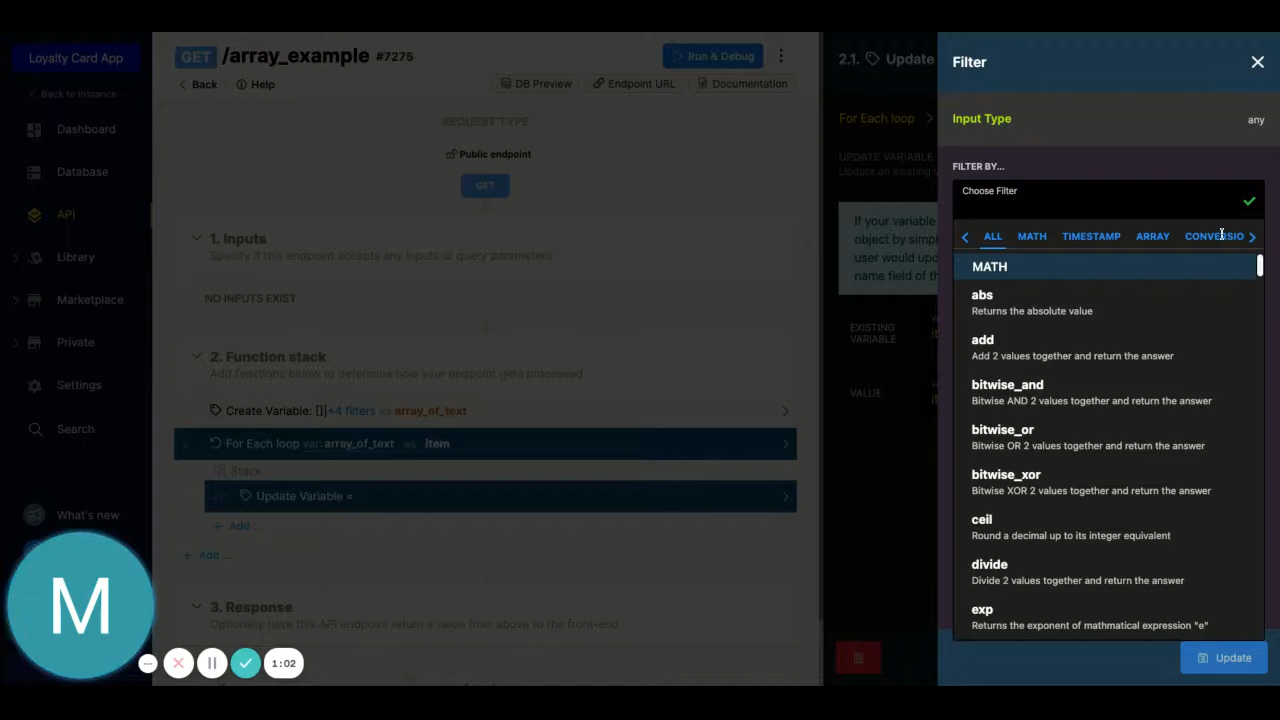 Loyalty Card App
Back to Instance
Dashboard
Database
API
Library
Marketplace
Private
Settings
Search
What's new
M
1:02
GET /array_example #7275
Run & Debug
Back
Help
DB Preview
Endpoint URL
Documentation
REQUEST TYPE
Public endpoint
GET
1. Inputs
Specify if this endpoint accepts any inputs or query parameters
NO INPUTS EXIST
2. Function stack
Add functions below to determine how your endpoint gets processed
Create Variable: []|+4 filters as array_of_text
For Each loop var: array_of_text as item
Stack
Update Variable =
Add ...
Add ...
3. Response
Optionally have this API endpoint return a value from above to the front-end
2.1. Update
For Each loop
UPDATE VARIABLE
Update an existing
If your variable
object by simpl
user would upd
name field of th
EXISTING
VARIABLE
VALUE
Filter
Input Type
any
FILTER BY...
Choose Filter
ALL
MATH
TIMESTAMP
ARRAY
CONVERSIO
MATH
abs
Returns the absolute value
add
Add 2 values together and return the answer
bitwise_and
Bitwise AND 2 values together and return the answer
bitwise_or
Bitwise OR 2 values together and return the answer
bitwise_xor
Bitwise XOR 2 values together and return the answer
ceil
Round a decimal up to its integer equivalent
divide
Divide 2 values together and return the answer
exp
Returns the exponent of mathmatical expression "e"
Update